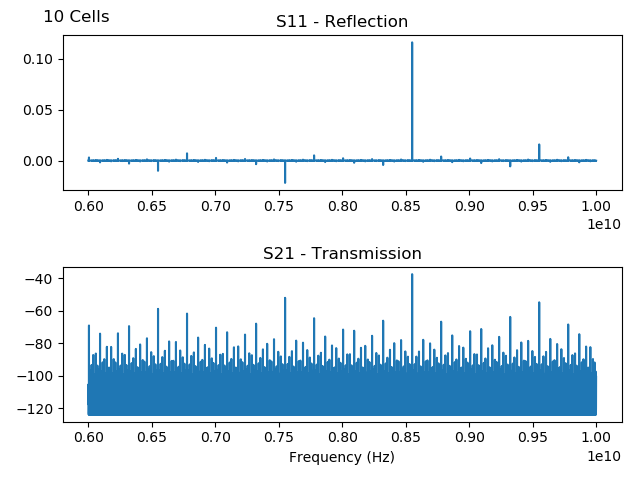 10 Cells
S11 - Reflection
0.10
0.05
0.00
0.60 0.65 0.70 0.75 0.80 0.85 0.90 0.95 1.00
1e10
S21 - Transmission
−40
−60
−80
−100
−120
0.60 0.65 0.70 0.75 0.80 0.85 0.90 0.95 1.00
Frequency (Hz) 1e10